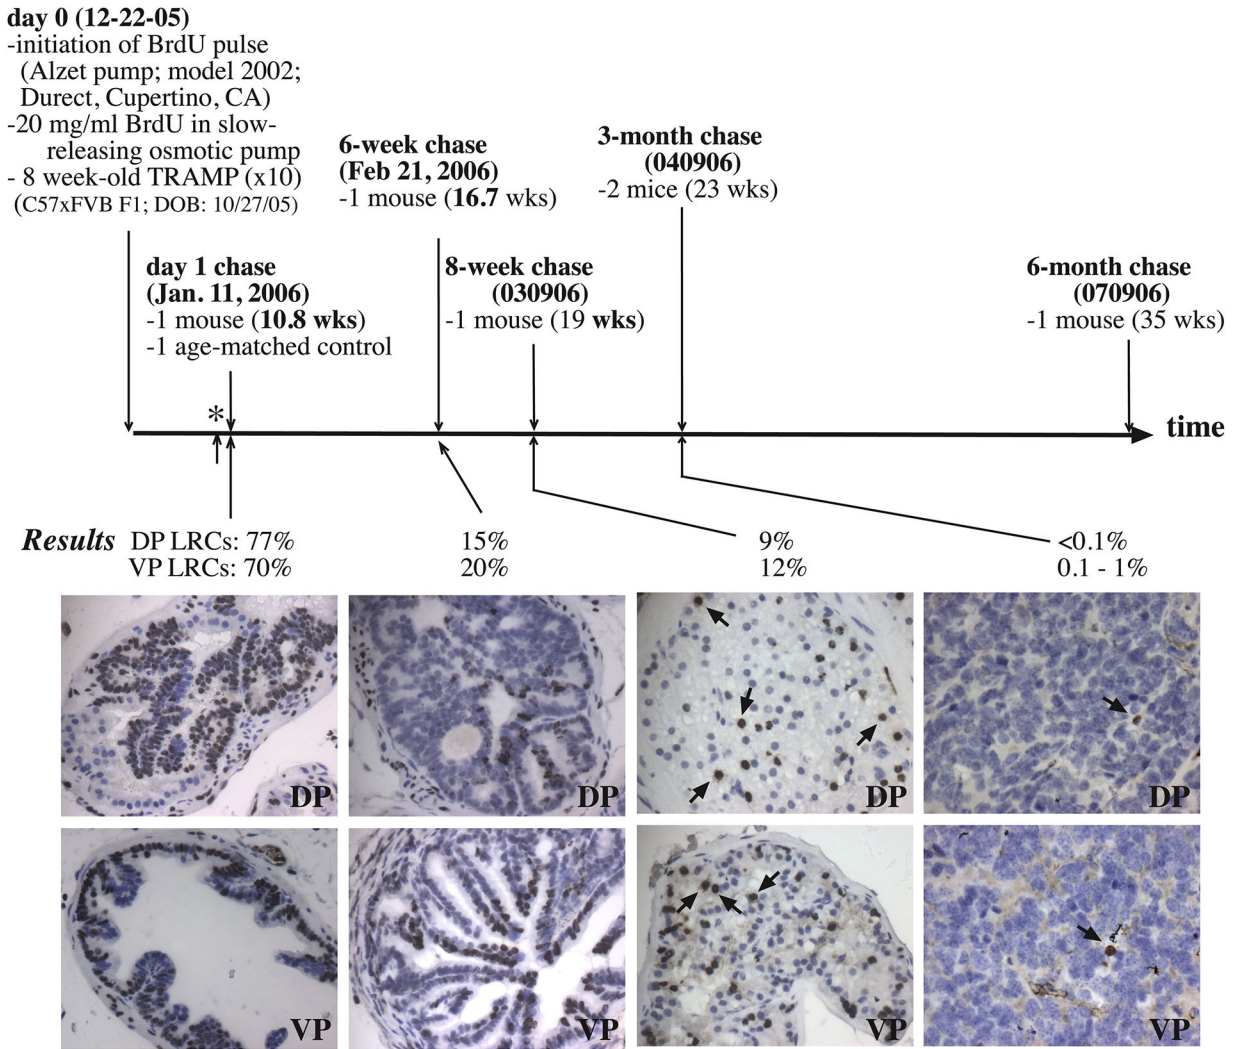 day 0 (12-22-05)
-initiation of BrdU pulse
(Alzet pump; model 2002;
Durect, Cupertino, CA)
-20 mg/ml BrdU in slow-
releasing osmotic pump
- 8 week-old TRAMP (x10)
(C57xFVB F1; DOB: 10/27/05)
day 1 chase
(Jan. 11, 2006)
-1 mouse (10.8 wks)
-1 age-matched control
6-week chase
(Feb 21, 2006)
-1 mouse (16.7 wks)
8-week chase
(030906)
-1 mouse (19 wks)
3-month chase
(040906)
-2 mice (23 wks)
6-month chase
(070906)
-1 mouse (35 wks)
*
time
Results DP LRCs: 77% 15% 9% <0.1%
VP LRCs: 70% 20% 12% 0.1 - 1%
DP DP DP DP
VP VP VP VP